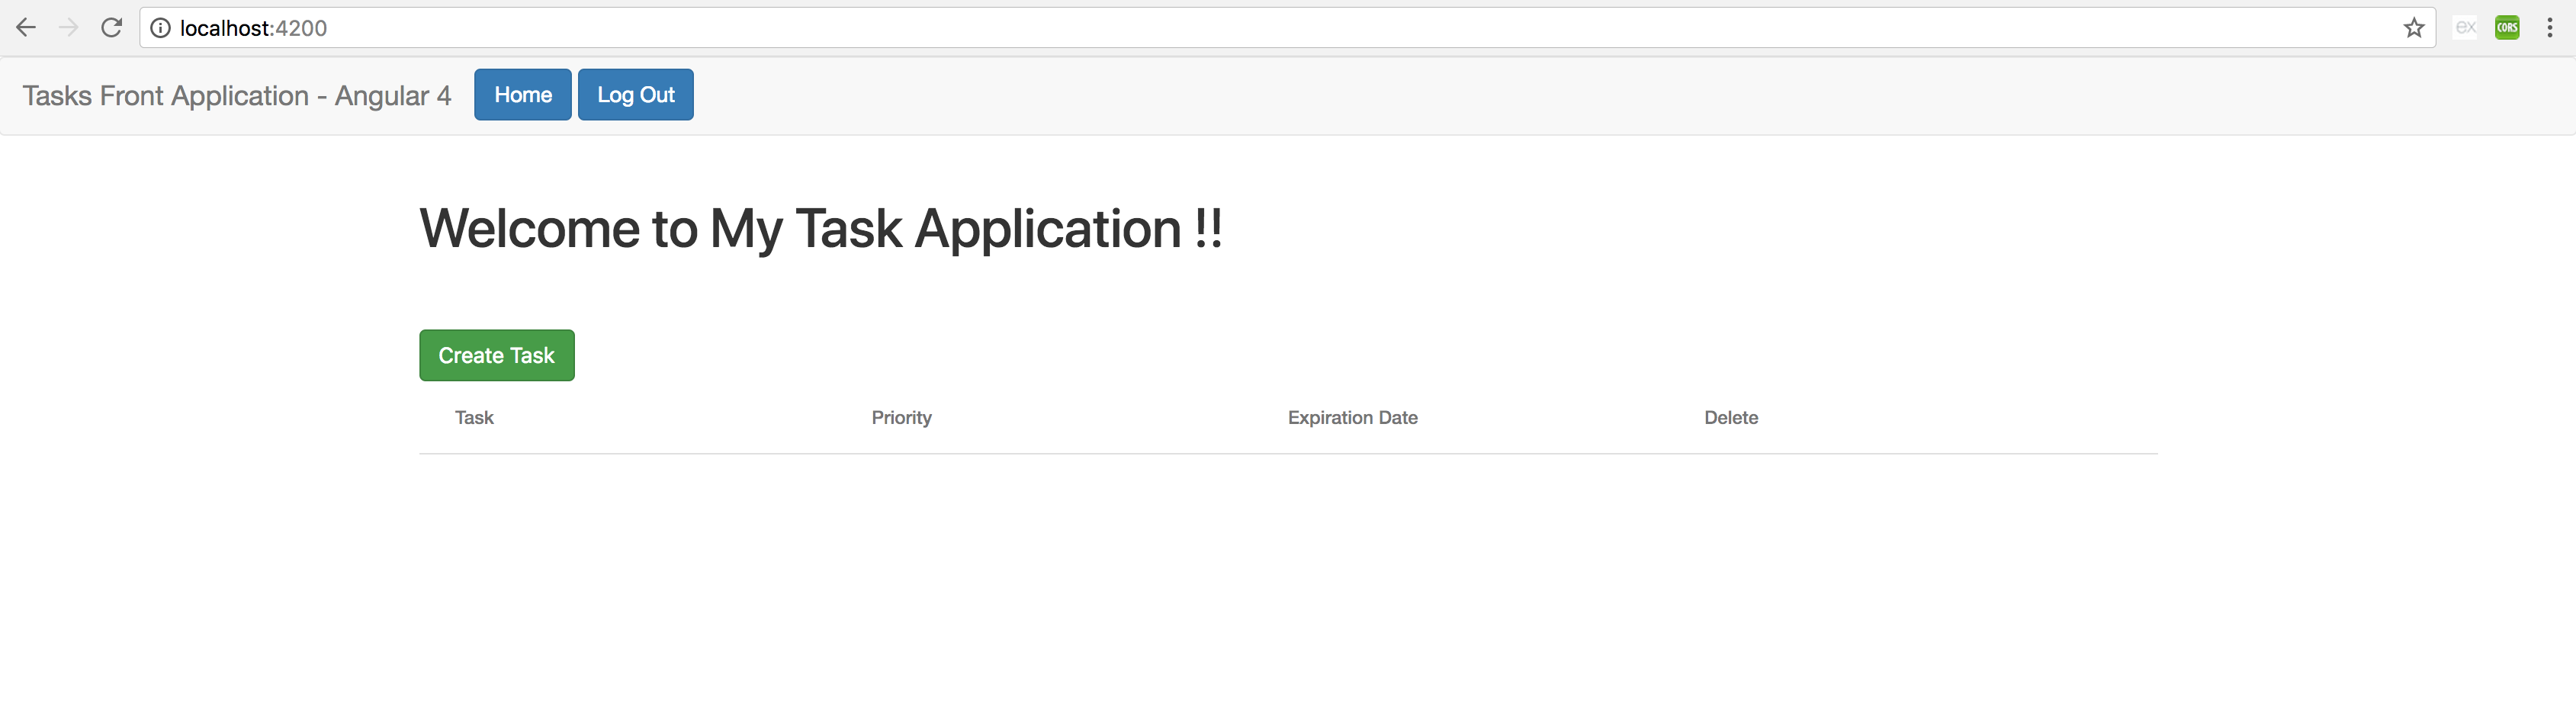 localhost:4200
ex
CORS
Tasks Front Application - Angular 4 Home Log Out
Welcome to My Task Application !!
Create Task
Task Priority Expiration Date Delete